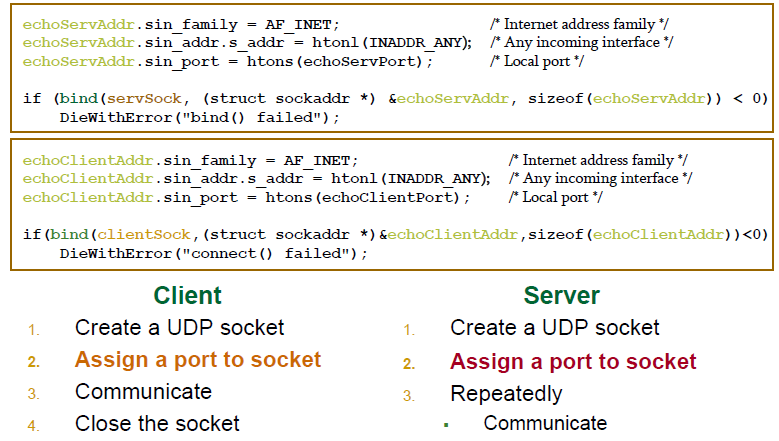 echoServAddr.sin_family = AF_INET; /* Internet address family */
echoServAddr.sin_addr.s_addr = htonl(INADDR_ANY); /* Any incoming interface */
echoServAddr.sin_port = htons(echoServPort); /* Local port */
if (bind(servSock, (struct sockaddr *) &echoServAddr, sizeof(echoServAddr)) < 0)
DieWithError("bind() failed");
echoClientAddr.sin_family = AF_INET; /* Internet address family */
echoClientAddr.sin_addr.s_addr = htonl(INADDR_ANY); /* Any incoming interface */
echoClientAddr.sin_port = htons(echoClientPort); /* Local port */
if(bind(clientSock,(struct sockaddr *)&echoClientAddr,sizeof(echoClientAddr))<0)
DieWithError("connect() failed");
Client
1. Create a UDP socket
2. Assign a port to socket
3. Communicate
4. Close the socket
Server
1. Create a UDP socket
2. Assign a port to socket
3. Repeatedly
▪ Communicate